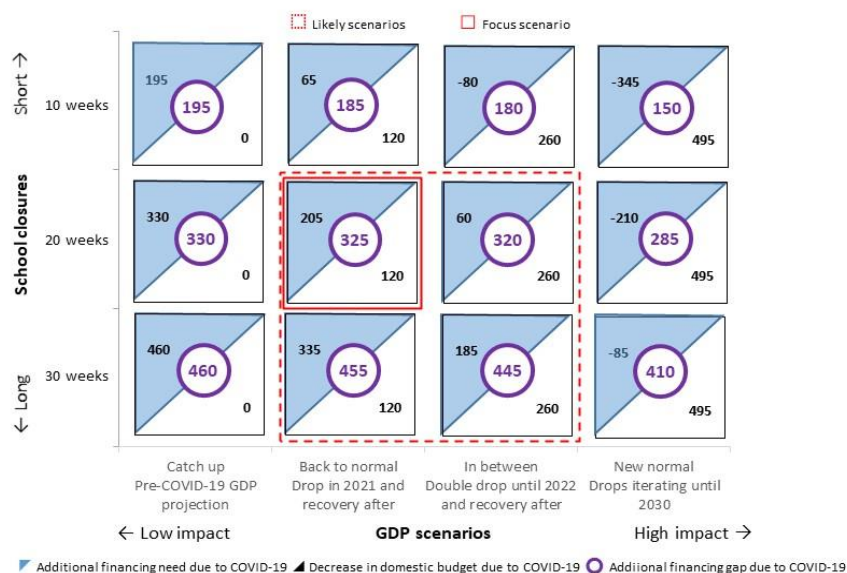 Likely scenarios
Focus scenario
Short →
School closures
← Long
10 weeks
195
195
0
65
185
120
-80
180
260
-345
150
495
20 weeks
330
330
0
205
325
120
60
320
260
-210
285
495
30 weeks
460
460
0
335
455
120
185
445
260
-85
410
495
Catch up
Pre-COVID-19 GDP
projection
Back to normal
Drop in 2021 and
recovery after
In between
Double drop until 2022
and recovery after
New normal
Drops iterating until
2030
← Low impact
GDP scenarios
High impact →
Additional financing need due to COVID-19
Decrease in domestic budget due to COVID-19
Addiional financing gap due to COVID-19